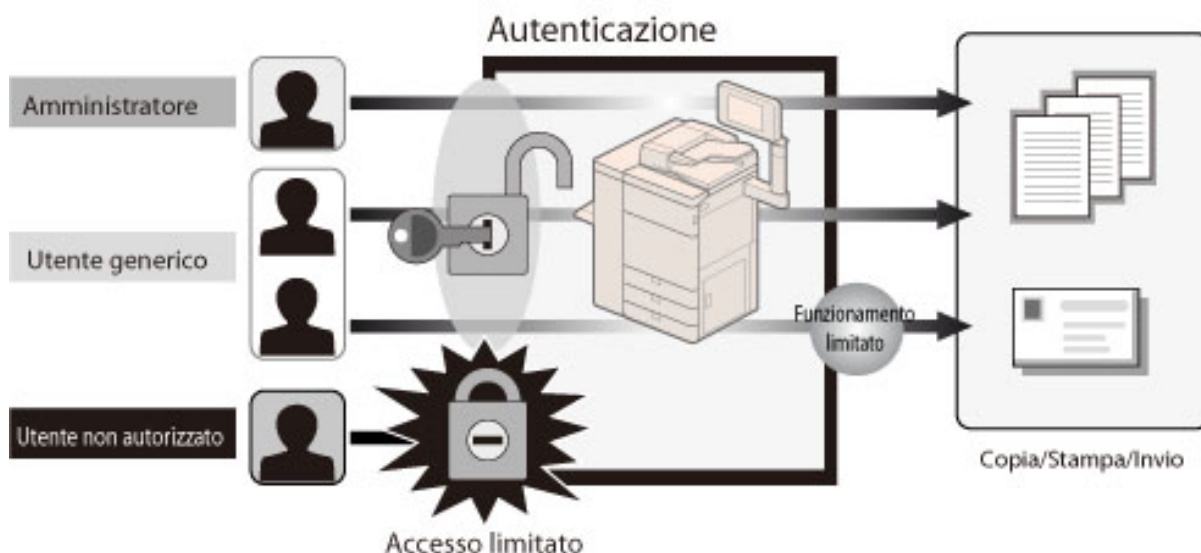 Autenticazione
Amministratore
Utente generico
Funzionamento
limitato
Utente non autorizzato
Copia/Stampa/Invio
Accesso limitato